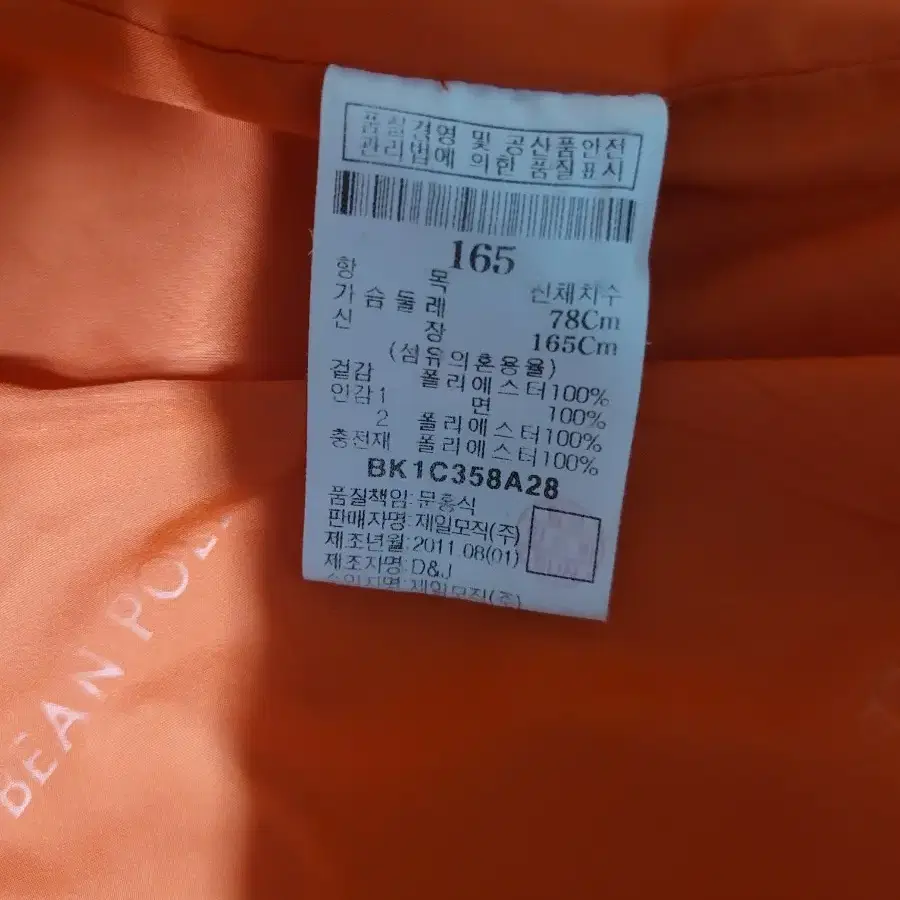 품질경영 및 공산품안전
관리법에 의한 품질표시
165
항 목 신체치수
가슴둘레 78Cm
신 장 165Cm
(섬유의혼용율)
겉감 폴리에스터100%
안감1 면 100%
2 폴리에스터100%
충전재 폴리에스터100%
BK1C358A28
품질책임:문홍식
판매자명:제일모직(주)
제조년월:2011.08(01)
제조자명:D&J
제일모직(주)
BEAN POL